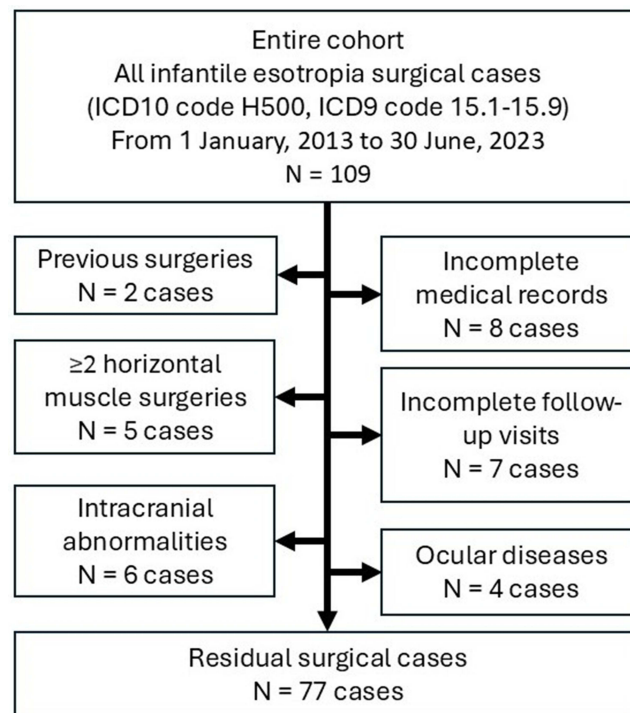 Entire cohort
All infantile esotropia surgical cases
(ICD10 code H500, ICD9 code 15.1-15.9)
From 1 January, 2013 to 30 June, 2023
N = 109
Previous surgeries
N = 2 cases
Incomplete
medical records
N = 8 cases
≥2 horizontal
muscle surgeries
N = 5 cases
Incomplete follow-
up visits
N = 7 cases
Intracranial
abnormalities
N = 6 cases
Ocular diseases
N = 4 cases
Residual surgical cases
N = 77 cases